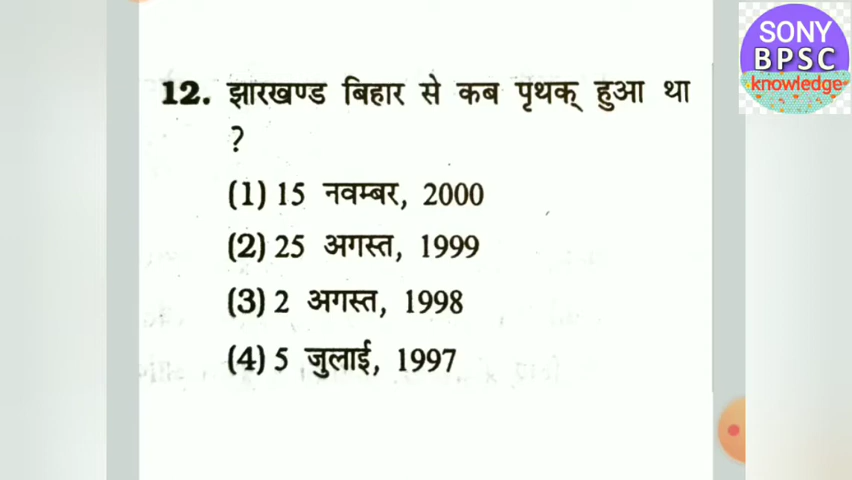 SONY
BPSC
knowledge
12. झारखण्ड बिहार से कब पृथक् हुआ था
?
(1) 15 नवम्बर, 2000
(2) 25 अगस्त, 1999
(3) 2 अगस्त, 1998
(4) 5 जुलाई, 1997